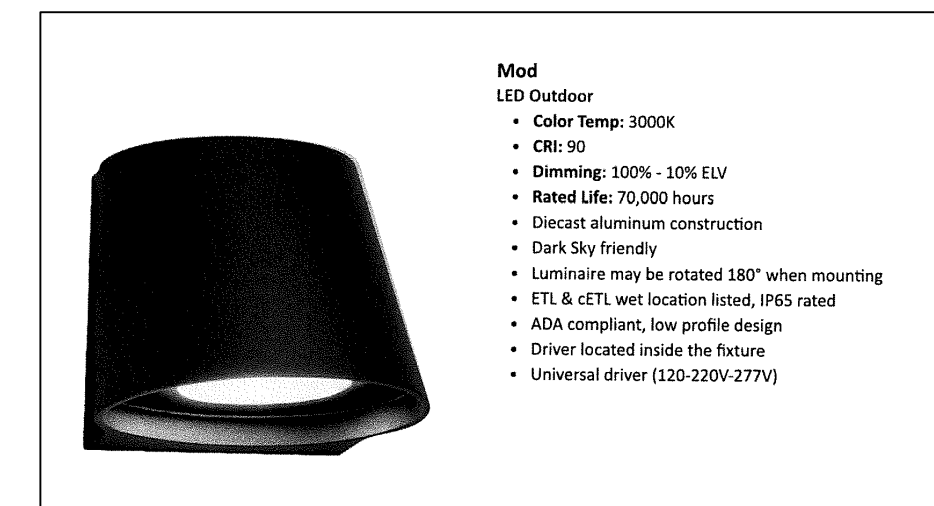 Mod
LED Outdoor
• Color Temp: 3000K
• CRI: 90
• Dimming: 100% - 10% ELV
• Rated Life: 70,000 hours
• Diecast aluminum construction
• Dark Sky friendly
• Luminaire may be rotated 180° when mounting
• ETL & cETL wet location listed, IP65 rated
• ADA compliant, low profile design
• Driver located inside the fixture
• Universal driver (120-220V-277V)